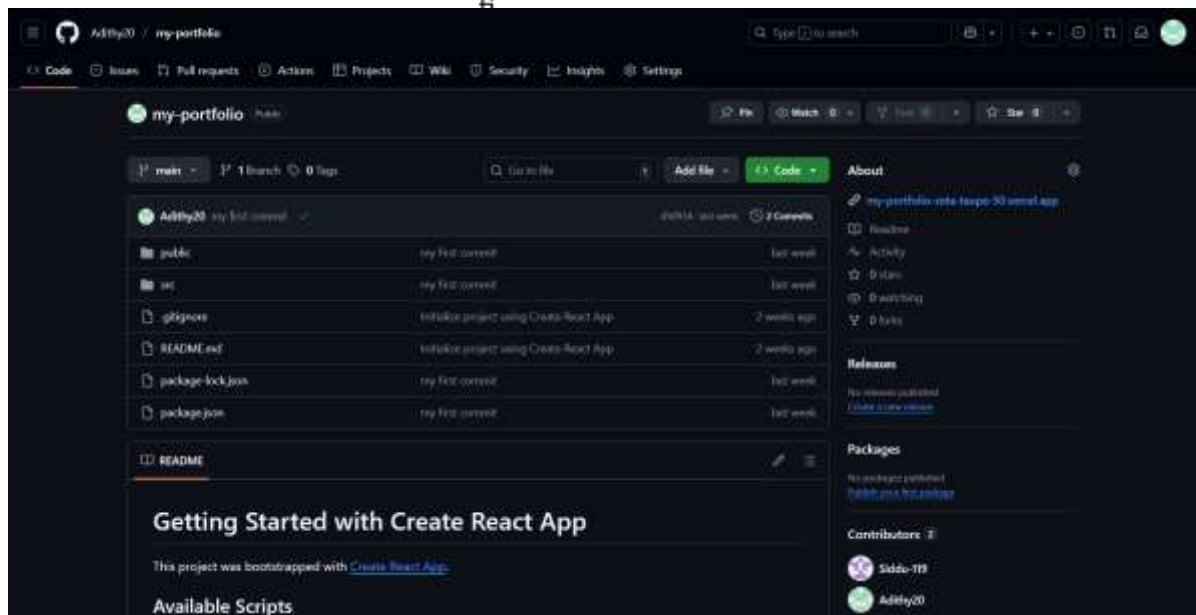 Adithy20 / my-portfolio
Type / to search
Code Issues Pull requests Actions Projects Wiki Security Insights Settings
my-portfolio Public
Pin Watch 0 Star 0
main 1 Branch 0 Tags
Go to file
Add file
Code
Adithy20 my first commit
last week 2 Commits
public my first commit last week
src my first commit last week
.gitignore Initialize project using Create React App 2 weeks ago
README.md Initialize project using Create React App 2 weeks ago
package-lock.json my first commit last week
package.json my first commit last week
README
Getting Started with Create React App
This project was bootstrapped with Create React App.
Available Scripts
About
Readme
Activity
0 stars
0 watching
0 forks
Releases
No releases published
Create a new release
Packages
No packages published
Publish your first package
Contributors 2
Siddu-119
Adithy20